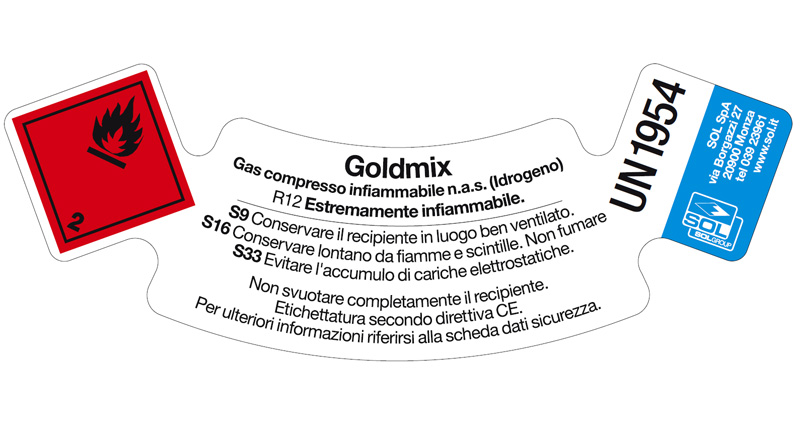 2
Goldmix
Gas compresso infiammabile n.a.s. (Idrogeno)
R12 Estremamente infiammabile.
S9 Conservare il recipiente in luogo ben ventilato.
S16 Conservare lontano da fiamme e scintille. Non fumare
S33 Evitare l'accumulo di cariche elettrostatiche.
Non svuotare completamente il recipiente.
Etichettatura secondo direttiva CE.
Per ulteriori informazioni riferirsi alla scheda dati sicurezza.
UN 1954
SOL SpA
via Borgazzi 27
20900 Monza
tel 039 23961
www.sol.it
SOL
SOLGROUP